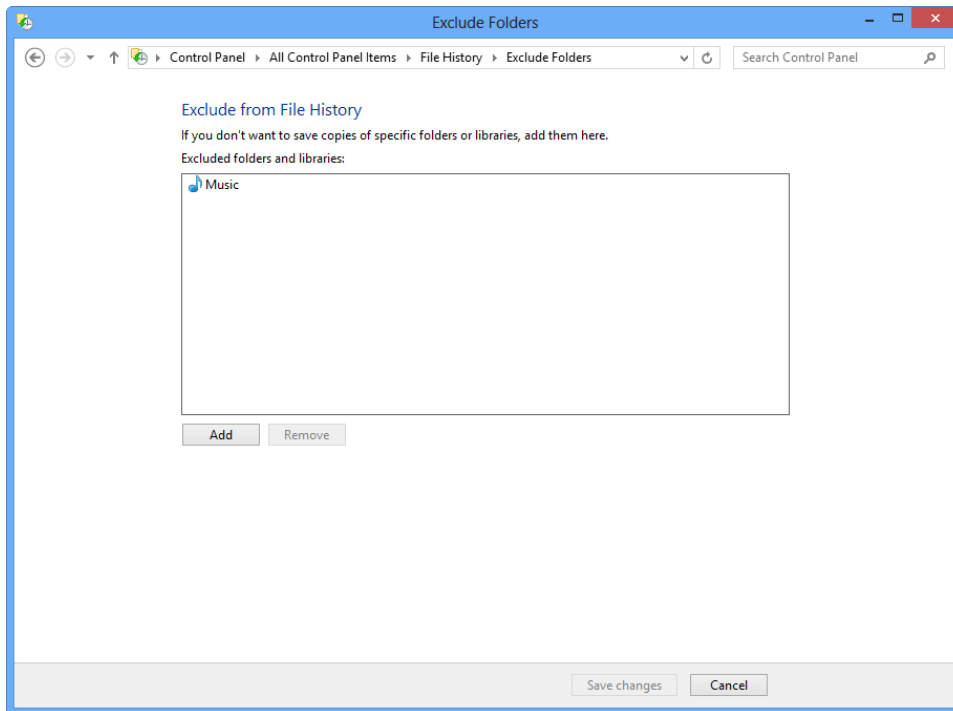 Exclude Folders
Control Panel All Control Panel Items File History Exclude Folders Search Control Panel
Exclude from File History
If you don't want to save copies of specific folders or libraries, add them here.
Excluded folders and libraries:
Music
Add Remove
Save changes Cancel